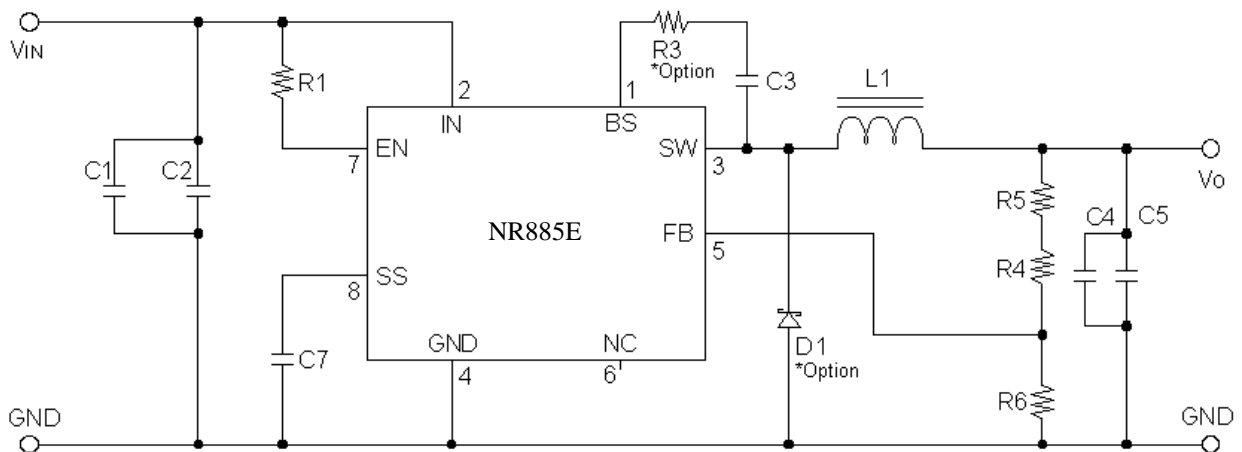 VIN
R1
R3
*Option
C3
L1
2
1
IN
BS
EN
SW
7
3
Vo
C1
C2
R5
C4
C5
NR885E
FB
5
R4
SS
8
GND
NC
4
6
C7
D1
*Option
R6
GND
GND